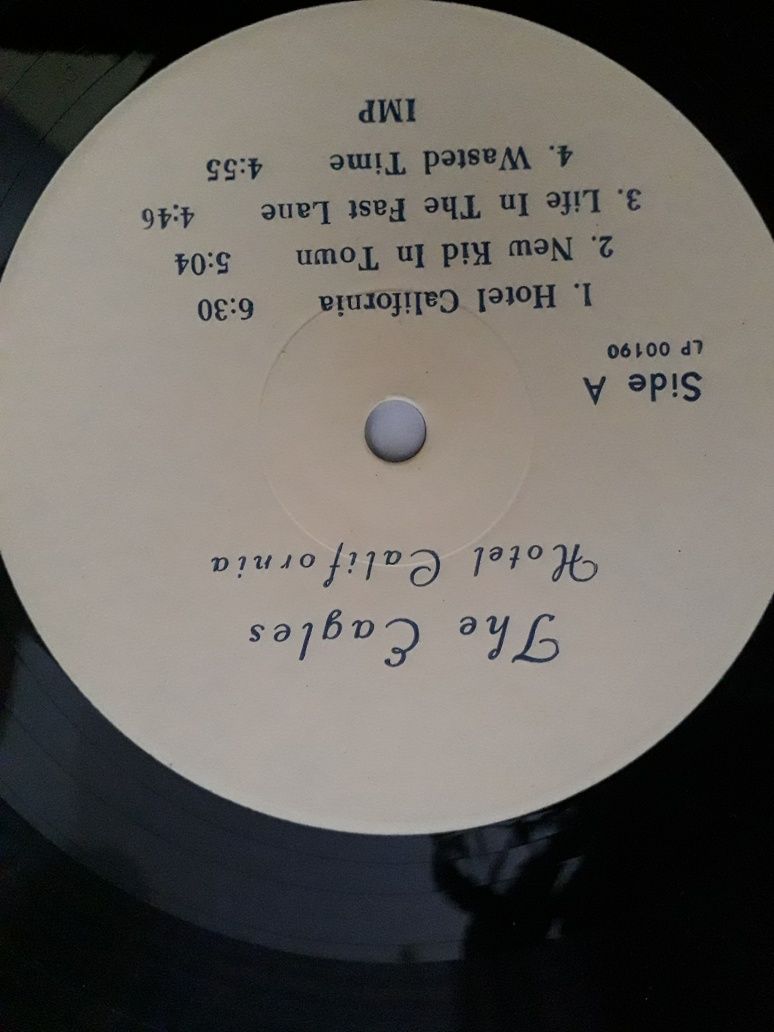 The Eagles
Hotel California
Side A
LP 00190
1. Hotel California 6:30
2. New Kid In Town 5:04
3. Life In The Fast Lane 4:46
4. Wasted Time 4:55
IMP